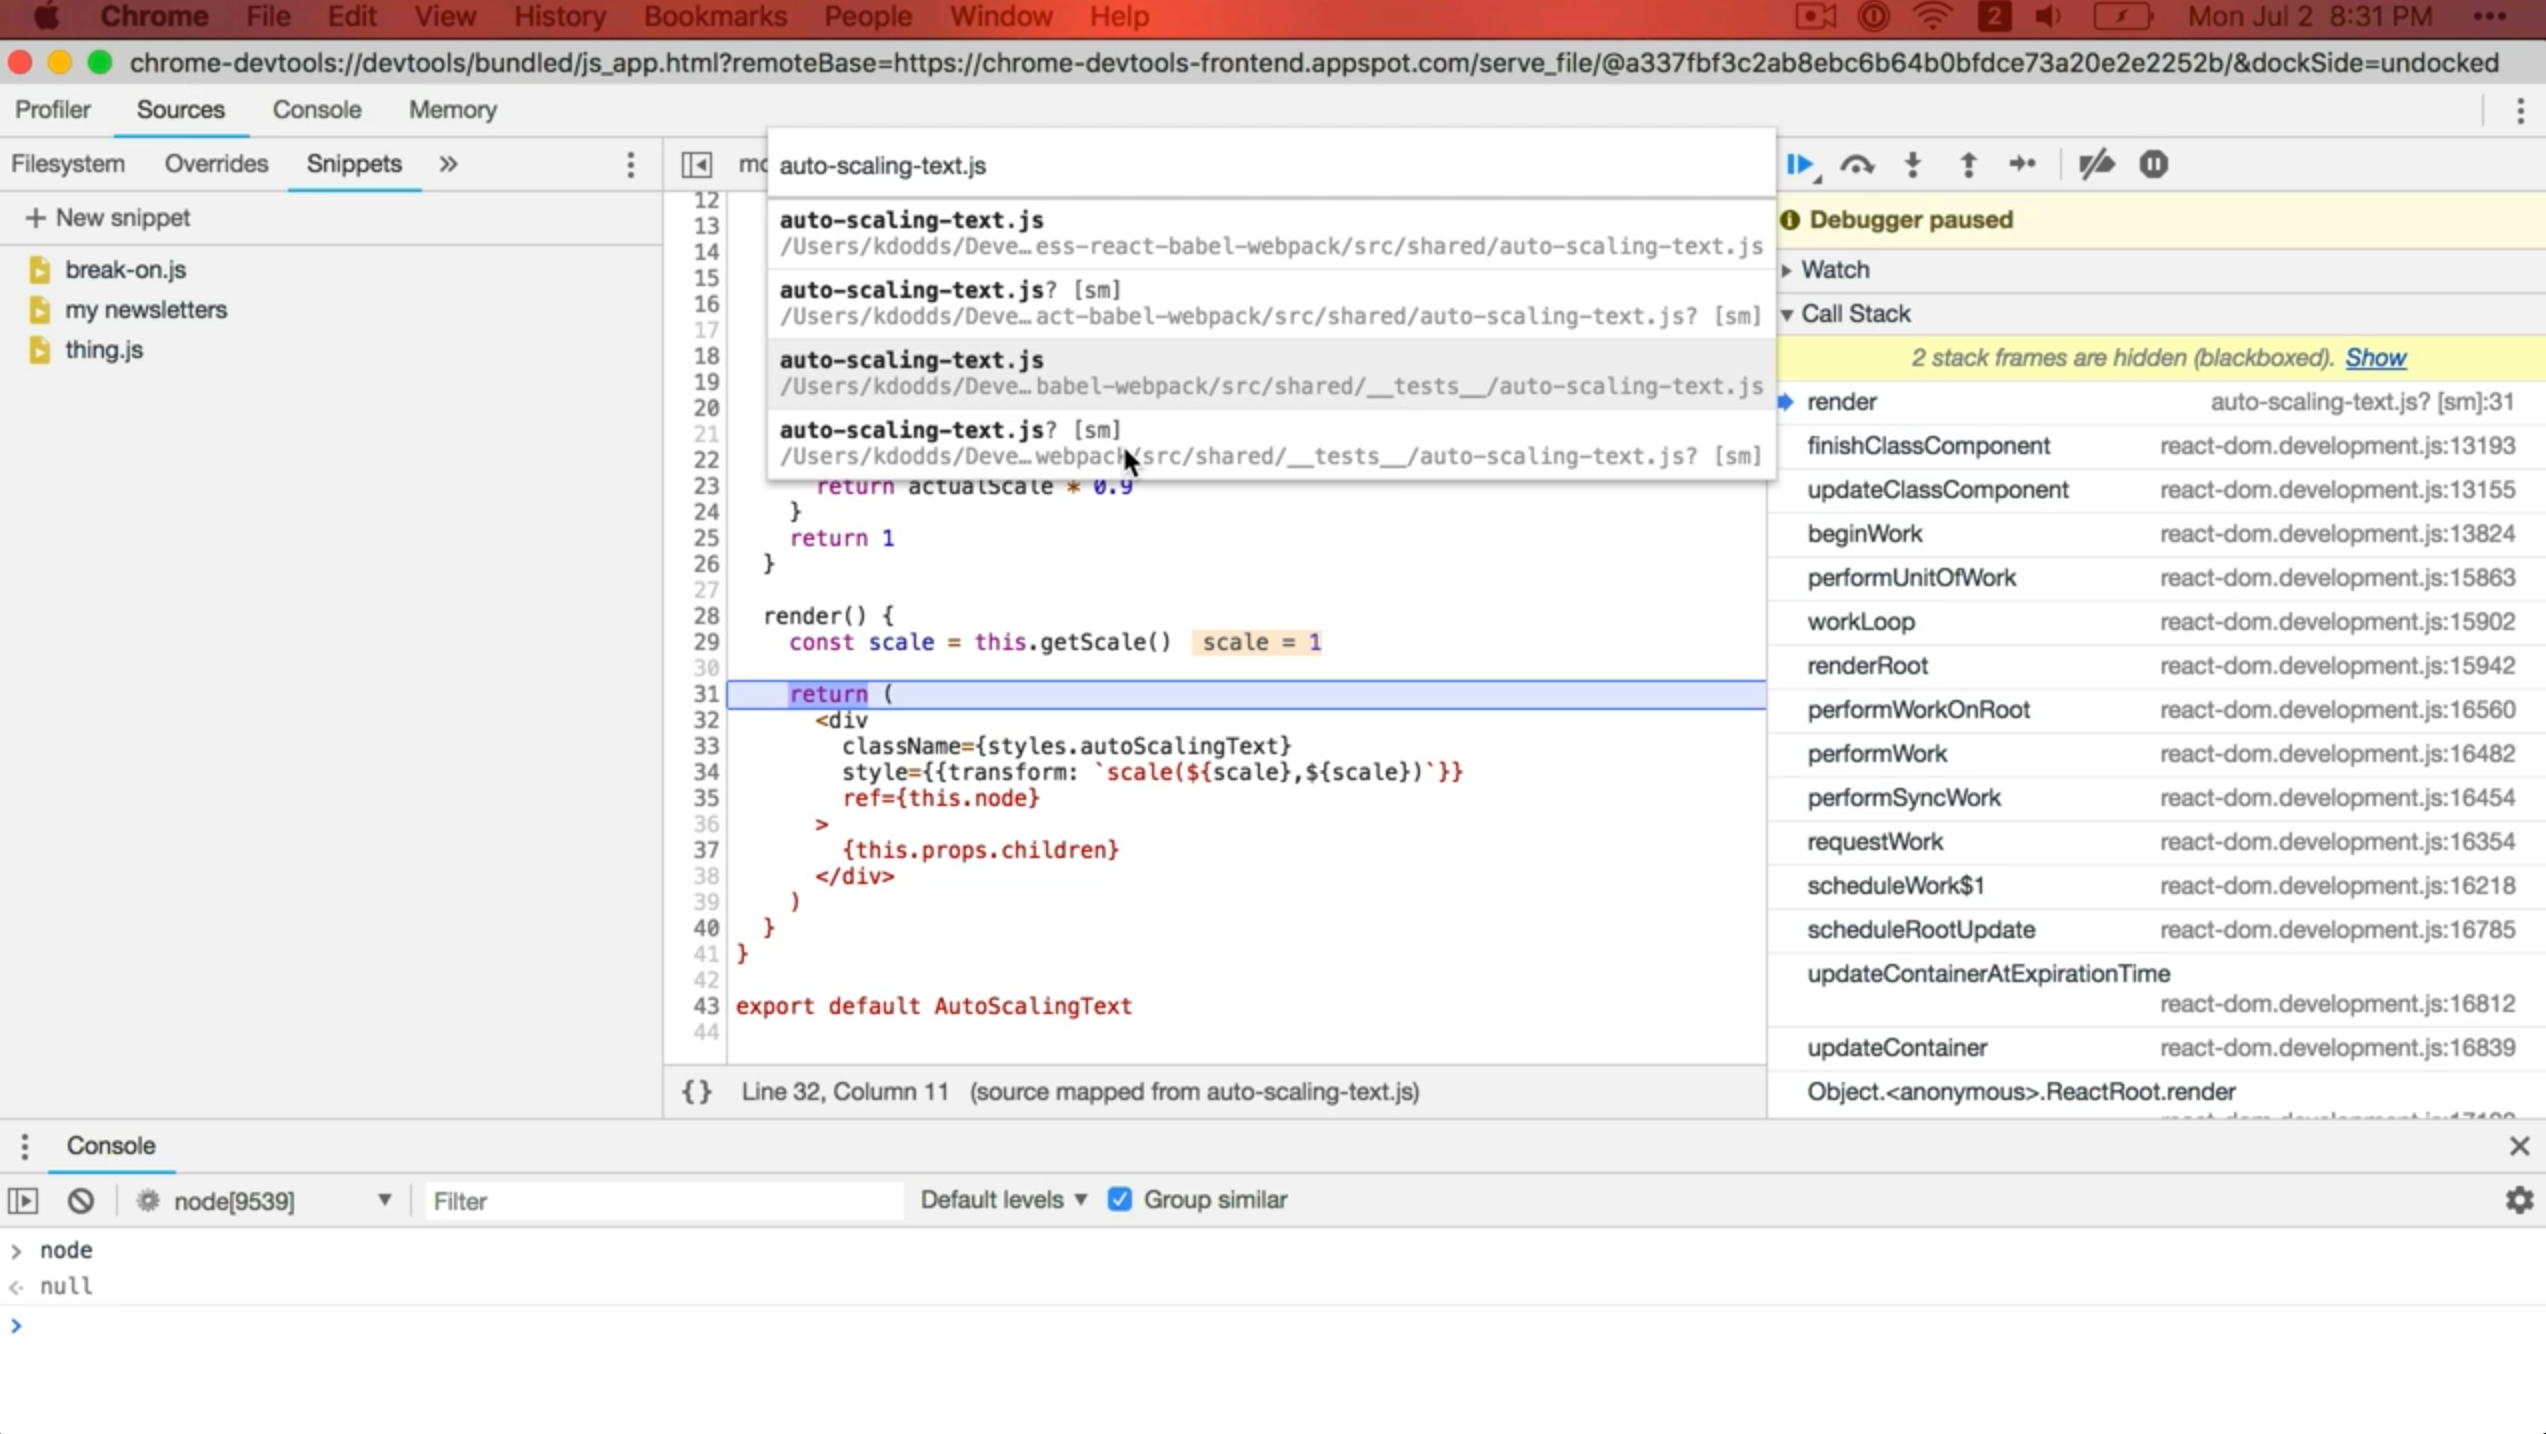 Chrome File Edit View History Bookmarks People Window Help 2 Mon Jul 2 8:31 PM
chrome-devtools://devtools/bundled/js_app.html?remoteBase=https://chrome-devtools-frontend.appspot.com/serve_file/@a337fbf3c2ab8ebc6b64b0bfdce73a20e2e2252b/&dockSide=undocked
Profiler Sources Console Memory
Filesystem Overrides Snippets »
+ New snippet
break-on.js
my newsletters
thing.js
auto-scaling-text.js
auto-scaling-text.js
/Users/kdodds/Deve…ess-react-babel-webpack/src/shared/auto-scaling-text.js
auto-scaling-text.js? [sm]
/Users/kdodds/Deve…act-babel-webpack/src/shared/auto-scaling-text.js? [sm]
auto-scaling-text.js
/Users/kdodds/Deve…babel-webpack/src/shared/__tests__/auto-scaling-text.js
auto-scaling-text.js? [sm]
/Users/kdodds/Deve…webpack/src/shared/__tests__/auto-scaling-text.js? [sm]
12
13
14
15
16
17
18
19
20
21
22
23 return actualScale * 0.9
24 }
25 return 1
26 }
27
28 render() {
29 const scale = this.getScale() scale = 1
30
31 return (
32 <div
33 className={styles.autoScalingText}
34 style={{transform: `scale(${scale},${scale})`}}
35 ref={this.node}
36 >
37 {this.props.children}
38 </div>
39 )
40 }
41 }
42
43 export default AutoScalingText
44
{} Line 32, Column 11 (source mapped from auto-scaling-text.js)
Debugger paused
Watch
Call Stack
2 stack frames are hidden (blackboxed). Show
render auto-scaling-text.js? [sm]:31
finishClassComponent react-dom.development.js:13193
updateClassComponent react-dom.development.js:13155
beginWork react-dom.development.js:13824
performUnitOfWork react-dom.development.js:15863
workLoop react-dom.development.js:15902
renderRoot react-dom.development.js:15942
performWorkOnRoot react-dom.development.js:16560
performWork react-dom.development.js:16482
performSyncWork react-dom.development.js:16454
requestWork react-dom.development.js:16354
scheduleWork$1 react-dom.development.js:16218
scheduleRootUpdate react-dom.development.js:16785
updateContainerAtExpirationTime
react-dom.development.js:16812
updateContainer react-dom.development.js:16839
Object.<anonymous>.ReactRoot.render
Console
node[9539] Filter Default levels Group similar
> node
null
>